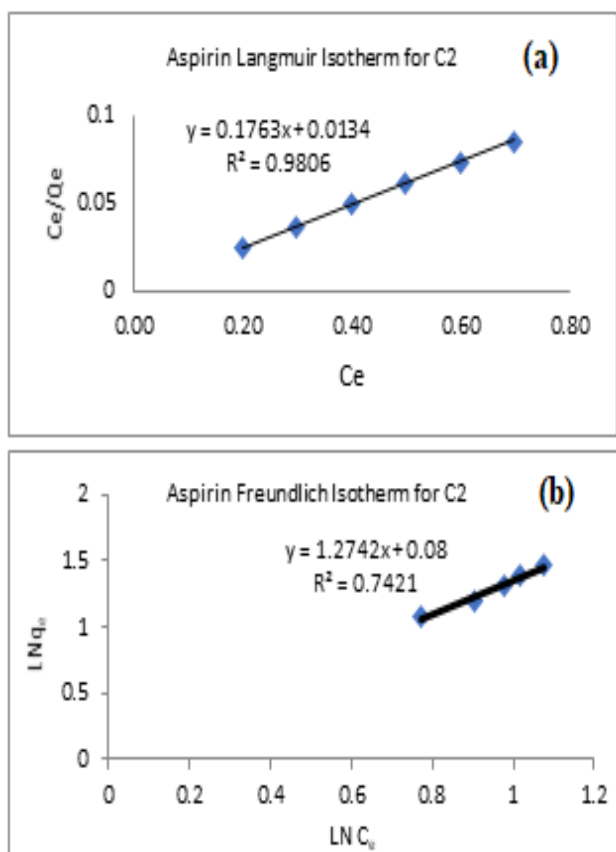 Aspirin Langmuir Isotherm for C2
(a)
y = 0.1763x + 0.0134
R² = 0.9806
Ce/Qe
0.1
0.05
0
0.00 0.20 0.40 0.60 0.80
Ce
Aspirin Freundlich Isotherm for C2
(b)
y = 1.2742x + 0.08
R² = 0.7421
LNqₑ
2
1.5
1
0.5
0
0 0.2 0.4 0.6 0.8 1 1.2
LN Cₑ